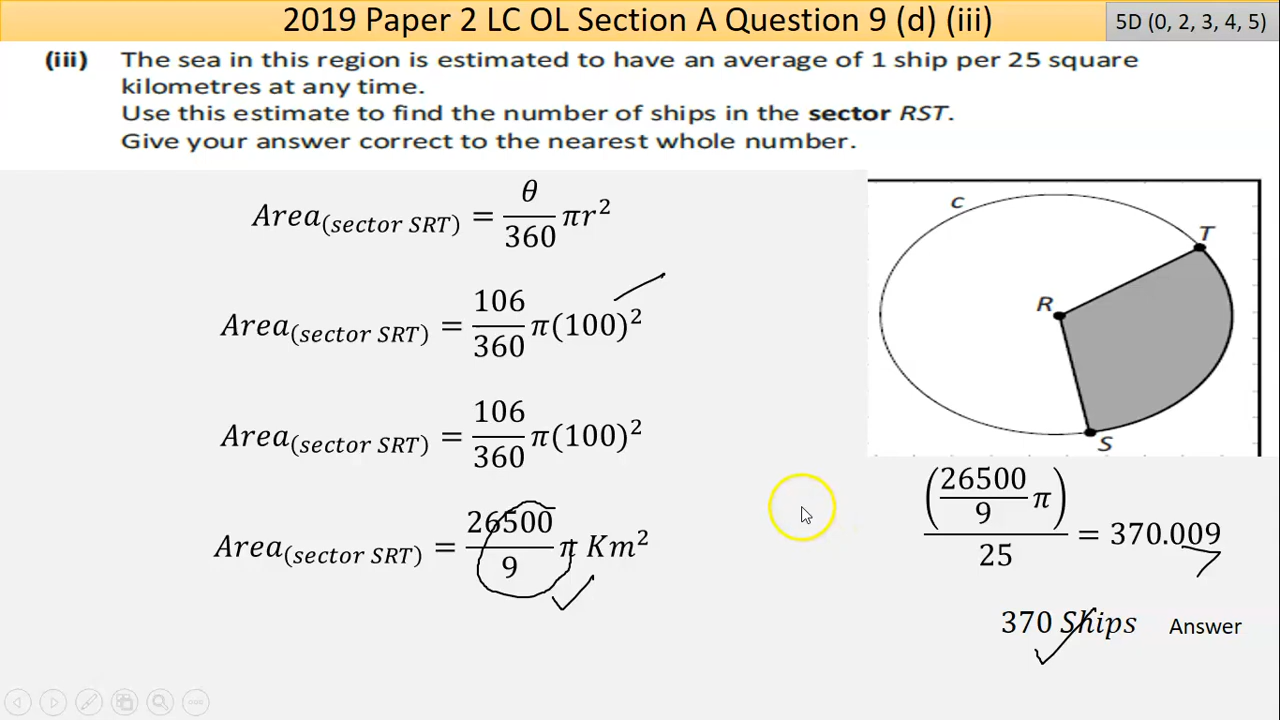 2019 Paper 2 LC OL Section A Question 9 (d) (iii)
5D (0, 2, 3, 4, 5)
(iii) The sea in this region is estimated to have an average of 1 ship per 25 square
kilometres at any time.
Use this estimate to find the number of ships in the sector RST.
Give your answer correct to the nearest whole number.
Area(sector SRT) = θ/360 πr²
Area(sector SRT) = 106/360 π(100)²
Area(sector SRT) = 106/360 π(100)²
Area(sector SRT) = 26500/9 π Km²
C
T
R
S
(26500/9 π)/25 = 370.009
370 Ships Answer